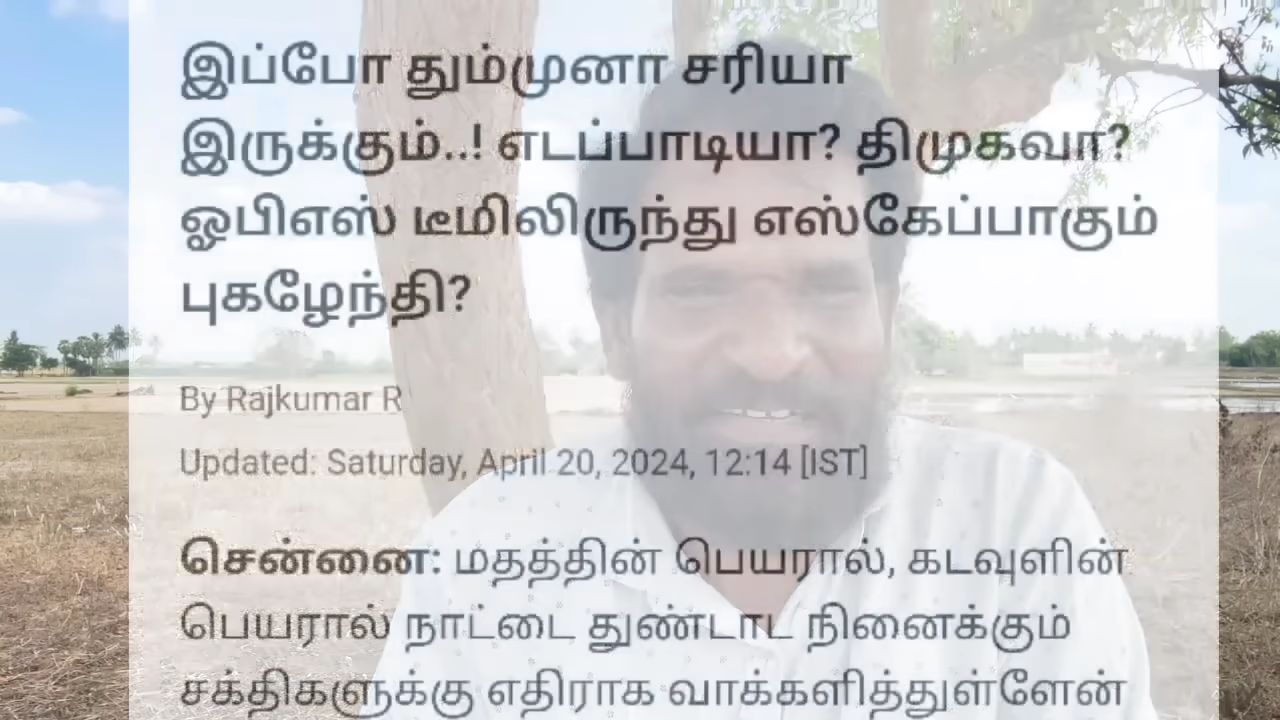 இப்போ தும்முனா சரியா
இருக்கும்..! எடப்பாடியா? திமுகவா?
ஓபிஎஸ் டீமிலிருந்து எஸ்கேப்பாகும்
புகழேந்தி?
By Rajkumar R
Updated: Saturday, April 20, 2024, 12:14 [IST]
சென்னை: மதத்தின் பெயரால், கடவுளின்
பெயரால் நாட்டை துண்டாட நினைக்கும்
சக்திகளுக்கு எதிராக வாக்களித்துள்ளேன்